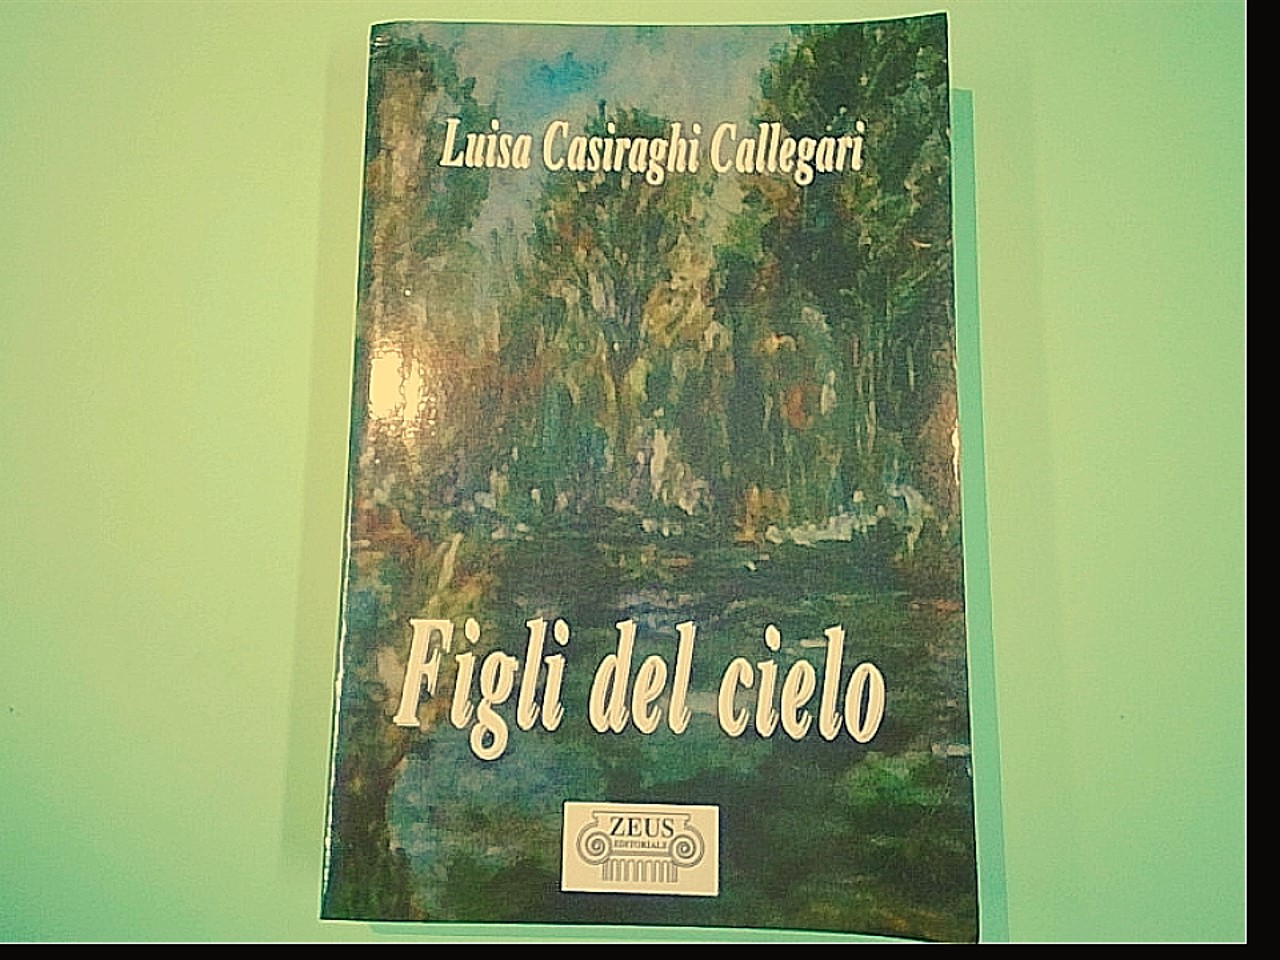 Luisa Casiraghi Callegari
Figli del cielo
ZEUS
EDITORIALE